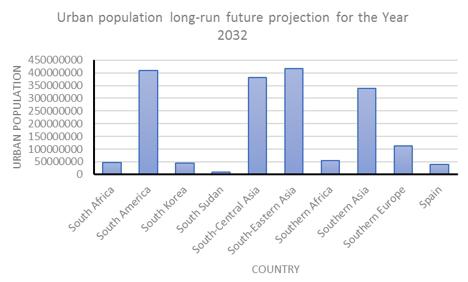 Urban population long-run future projection for the Year
2032
URBAN POPULATION
450000000
400000000
350000000
300000000
250000000
200000000
150000000
100000000
50000000
0
South Africa
South America
South Korea
South Sudan
South-Central Asia
South-Eastern Asia
Southern Africa
Southern Asia
Southern Europe
Spain
COUNTRY